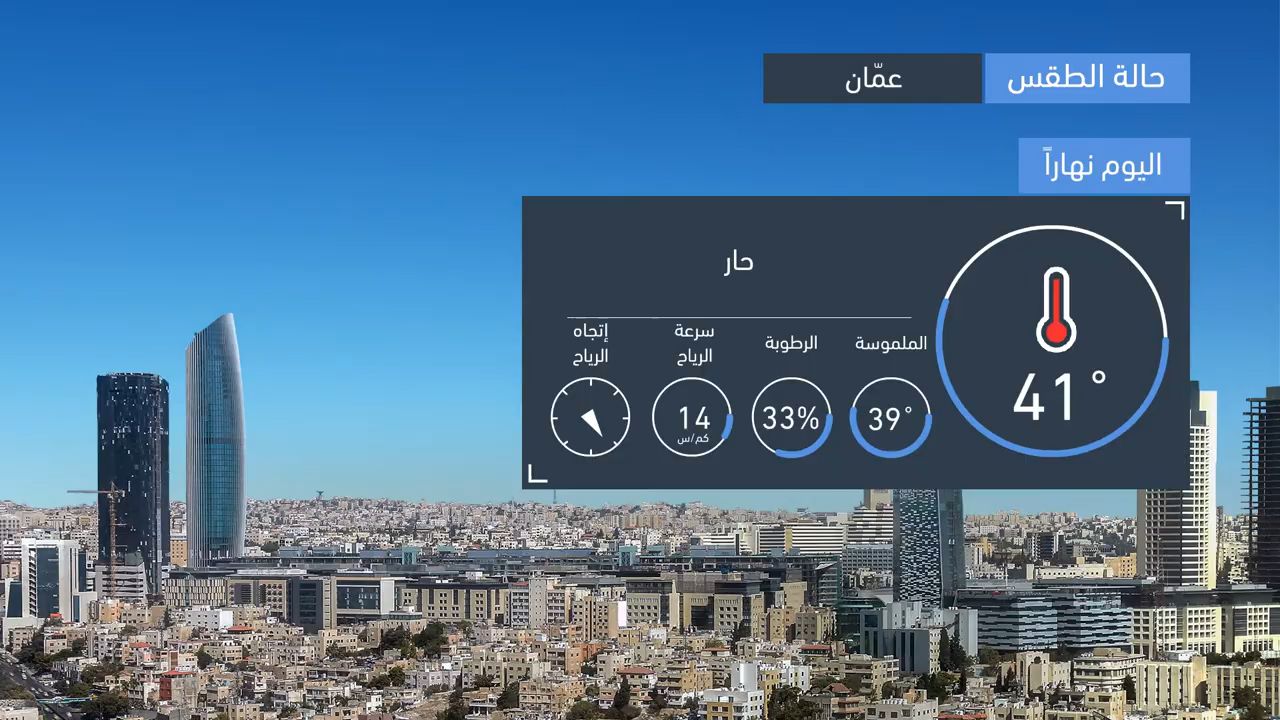 حالة الطقس
عمّان
اليوم نهاراً
حار
41°
الملموسة
39°
الرطوبة
33%
سرعة
الرياح
14
كم/س
إتجاه
الرياح